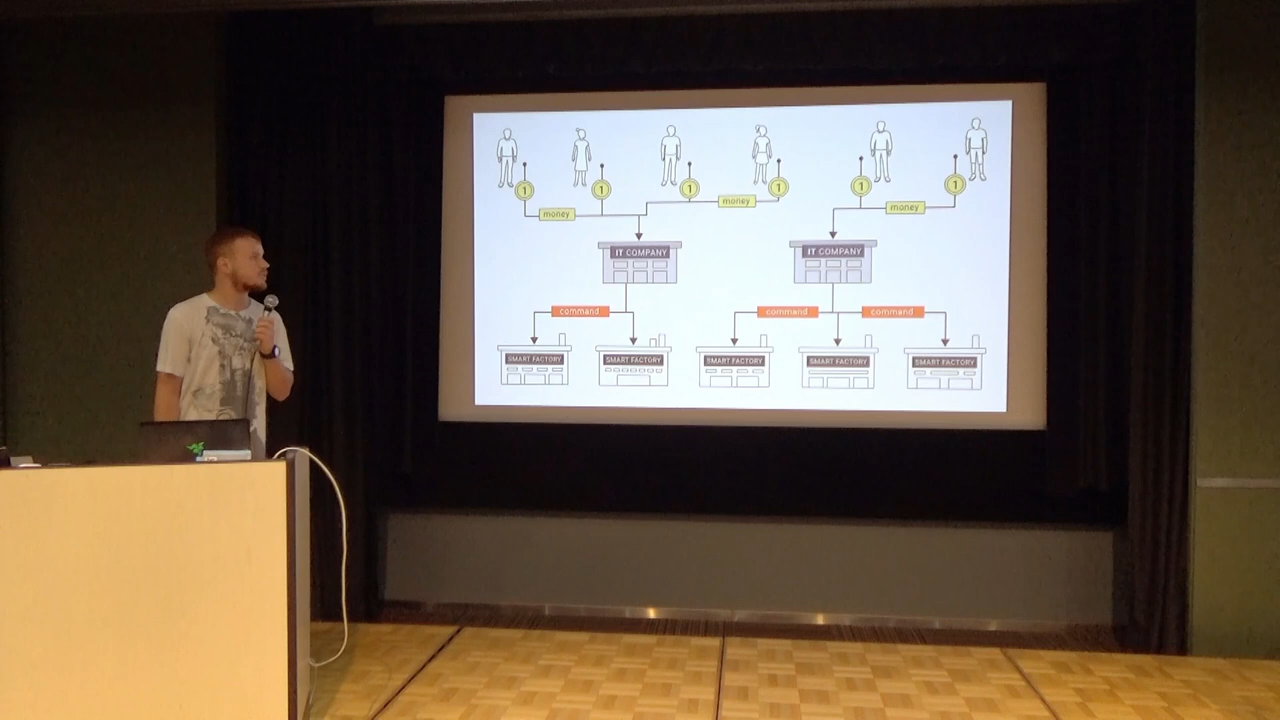 1 1 1 1 1 1
money money money
IT COMPANY IT COMPANY
command command command
SMART FACTORY SMART FACTORY SMART FACTORY SMART FACTORY SMART FACTORY